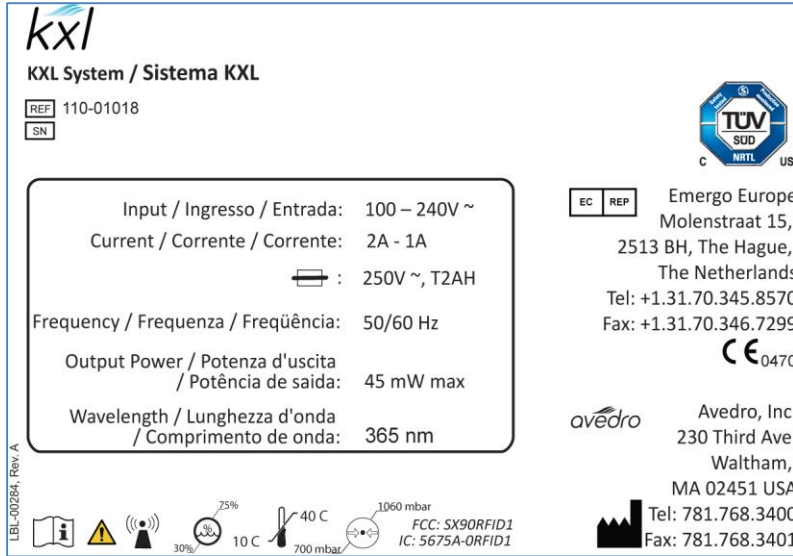 kxl
KXL System / Sistema KXL
REF 110-01018
SN
Input / Ingresso / Entrada: 100 – 240V ~
Current / Corrente / Corrente: 2A - 1A
: 250V ~, T2AH
Frequency / Frequenza / Freqüência: 50/60 Hz
Output Power / Potenza d'uscita
/ Potência de saida: 45 mW max
Wavelength / Lunghezza d'onda
/ Comprimento de onda: 365 nm
LBL-00284, Rev. A
75%
%
30%
40 C
10 C
1060 mbar
700 mbar
FCC: SX90RFID1
IC: 5675A-0RFID1
Safety tested
Production monitored
TÜV
SÜD
NRTL
C US
EC REP
Emergo Europe
Molenstraat 15,
2513 BH, The Hague,
The Netherlands
Tel: +1.31.70.345.8570
Fax: +1.31.70.346.7299
CE0470
avedro
Avedro, Inc
230 Third Ave
Waltham,
MA 02451 USA
Tel: 781.768.3400
Fax: 781.768.3401